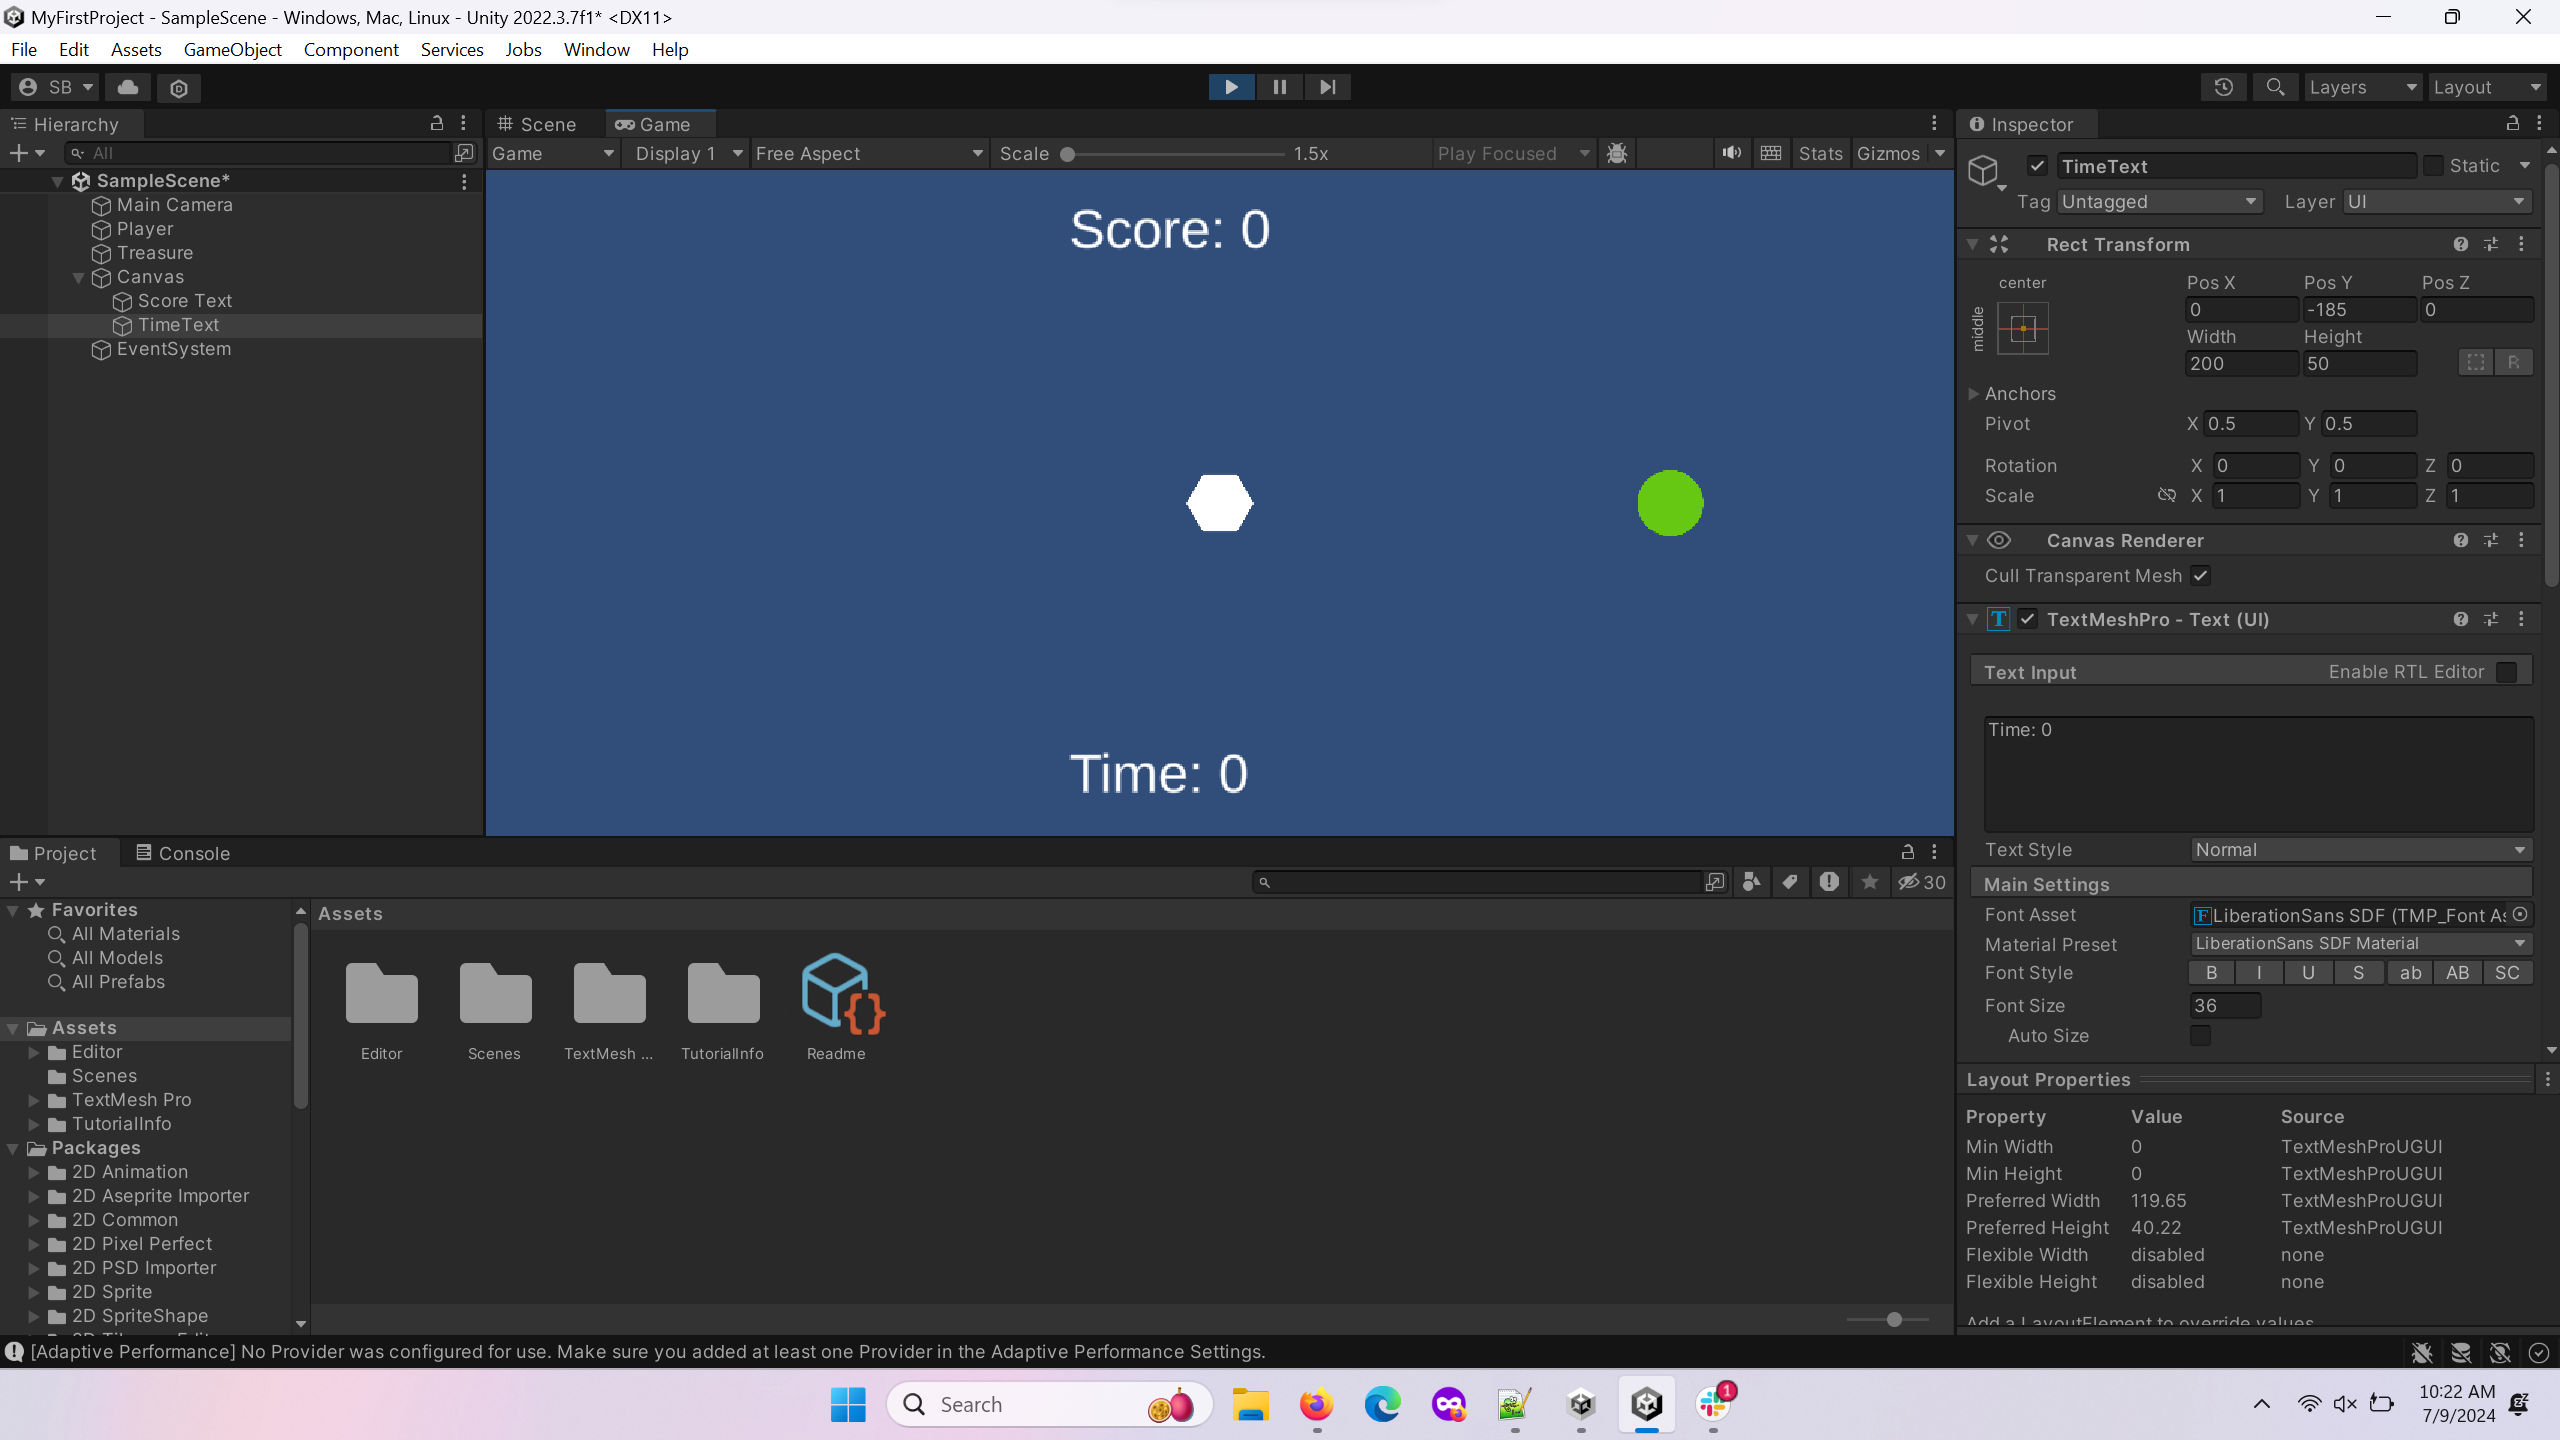 MyFirstProject - SampleScene - Windows, Mac, Linux - Unity 2022.3.7f1* <DX11>
File Edit Assets GameObject Component Services Jobs Window Help
SB
Layers Layout
Hierarchy
All
SampleScene*
Main Camera
Player
Treasure
Canvas
Score Text
TimeText
EventSystem
Scene Game
Game Display 1 Free Aspect Scale 1.5x Play Focused Stats Gizmos
Score: 0
Time: 0
Inspector
TimeText Static
Tag Untagged Layer UI
Rect Transform
center
middle
Pos X Pos Y Pos Z
0 -185 0
Width Height
200 50 R
Anchors
Pivot X 0.5 Y 0.5
Rotation X 0 Y 0 Z 0
Scale X 1 Y 1 Z 1
Canvas Renderer
Cull Transparent Mesh
T TextMeshPro - Text (UI)
Text Input Enable RTL Editor
Time: 0
Text Style Normal
Main Settings
Font Asset F LiberationSans SDF (TMP_Font As
Material Preset LiberationSans SDF Material
Font Style B I U S ab AB SC
Font Size 36
Auto Size
Layout Properties
Property Value Source
Min Width 0 TextMeshProUGUI
Min Height 0 TextMeshProUGUI
Preferred Width 119.65 TextMeshProUGUI
Preferred Height 40.22 TextMeshProUGUI
Flexible Width disabled none
Flexible Height disabled none
Add a LayoutElement to override values
Project Console
30
Favorites
All Materials
All Models
All Prefabs
Assets
Editor
Scenes
TextMesh Pro
TutorialInfo
Packages
2D Animation
2D Aseprite Importer
2D Common
2D Pixel Perfect
2D PSD Importer
2D Sprite
2D SpriteShape
Assets
Editor Scenes TextMesh ... TutorialInfo Readme
[Adaptive Performance] No Provider was configured for use. Make sure you added at least one Provider in the Adaptive Performance Settings.
Search
1
10:22 AM
7/9/2024